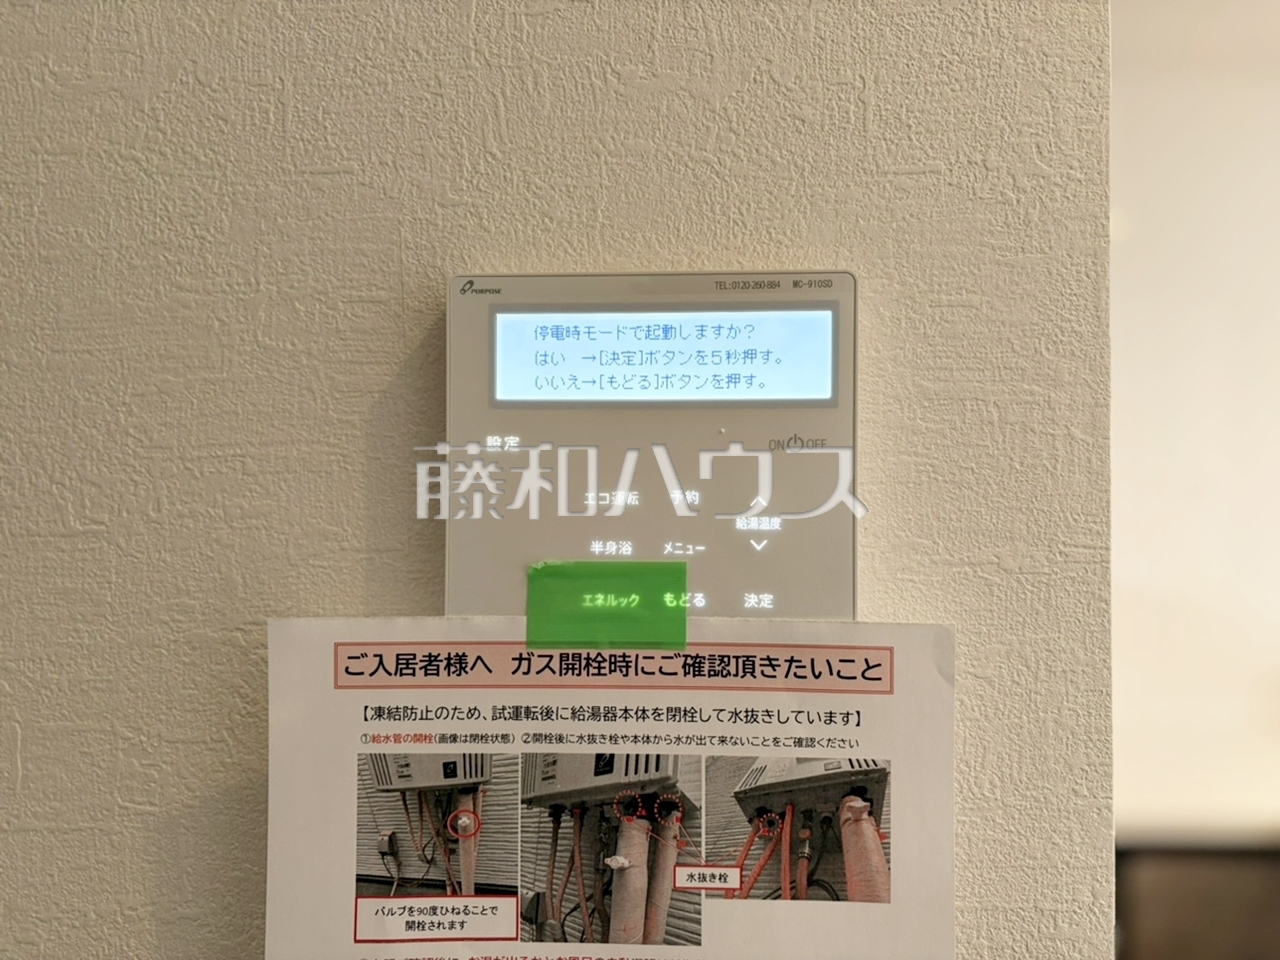 PURPOSE
TEL:0120-260-884 MC-910SD
停電時モードで起動しますか?
はい →[決定]ボタンを5秒押す。
いいえ→[もどる]ボタンを押す。
設定
ON OFF
藤和ハウス
エコ運転 予約
給湯温度
半身浴 メニュー
エネルック もどる 決定
ご入居者様へ ガス開栓時にご確認頂きたいこと
【凍結防止のため、試運転後に給湯器本体を閉栓して水抜きしています】
①給水管の開栓(画像は閉栓状態) ②開栓後に水抜き栓や本体から水が出て来ないことをご確認ください
水抜き栓
バルブを90度ひねることで
開栓されます